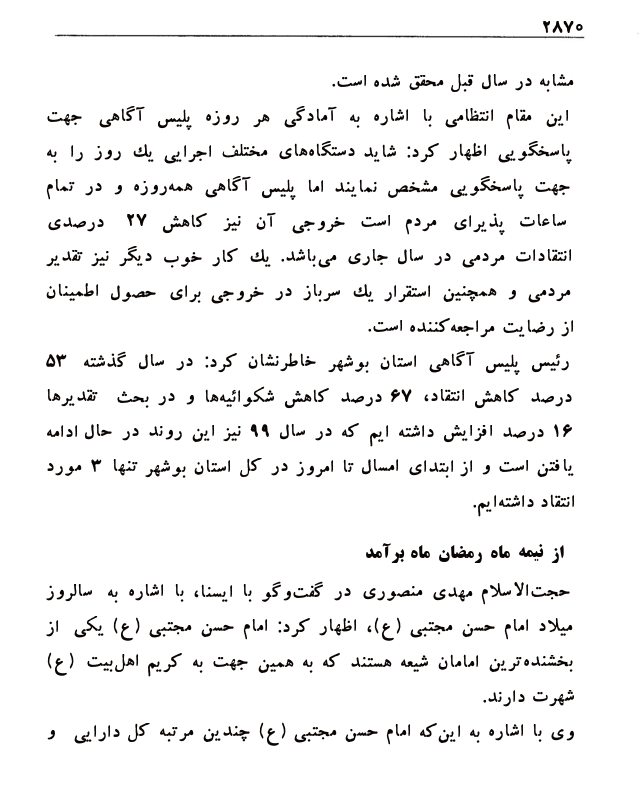 ۲۸۷۰
مشابه در سال قبل محقق شده است.
این مقام انتظامی با اشاره به آمادگی هر روزه پلیس آگاهی جهت
پاسخگویی اظهار کرد: شاید دستگاه‌های مختلف اجرایی یك روز را به
جهت پاسخگویی مشخص نمایند اما پلیس آگاهی همه‌روزه و در تمام
ساعات پذیرای مردم است خروجی آن نیز کاهش ۲۷ درصدی
انتقادات مردمی در سال جاری می‌باشد. یك کار خوب دیگر نیز تقدیر
مردمی و همچنین استقرار یك سرباز در خروجی برای حصول اطمینان
از رضایت مراجعه‌کننده است.
رئیس پلیس آگاهی استان بوشهر خاطرنشان کرد: در سال گذشته ۵۳
درصد کاهش انتقاد، ۶۷ درصد کاهش شکوائیه‌ها و در بحث تقدیرها
۱۶ درصد افزایش داشته ایم که در سال ۹۹ نیز این روند در حال ادامه
یافتن است و از ابتدای امسال تا امروز در کل استان بوشهر تنها ۳ مورد
انتقاد داشته‌ایم.
از نیمه ماه رمضان ماه برآمد
حجت‌الاسلام مهدی منصوری در گفت‌وگو با ایسنا، با اشاره به سالروز
میلاد امام حسن مجتبی (ع)، اظهار کرد: امام حسن مجتبی (ع) یکی از
بخشنده‌ترین امامان شیعه هستند که به همین جهت به کریم اهل‌بیت (ع)
شهرت دارند.
وی با اشاره به این‌که امام حسن مجتبی (ع) چندین مرتبه کل دارایی و